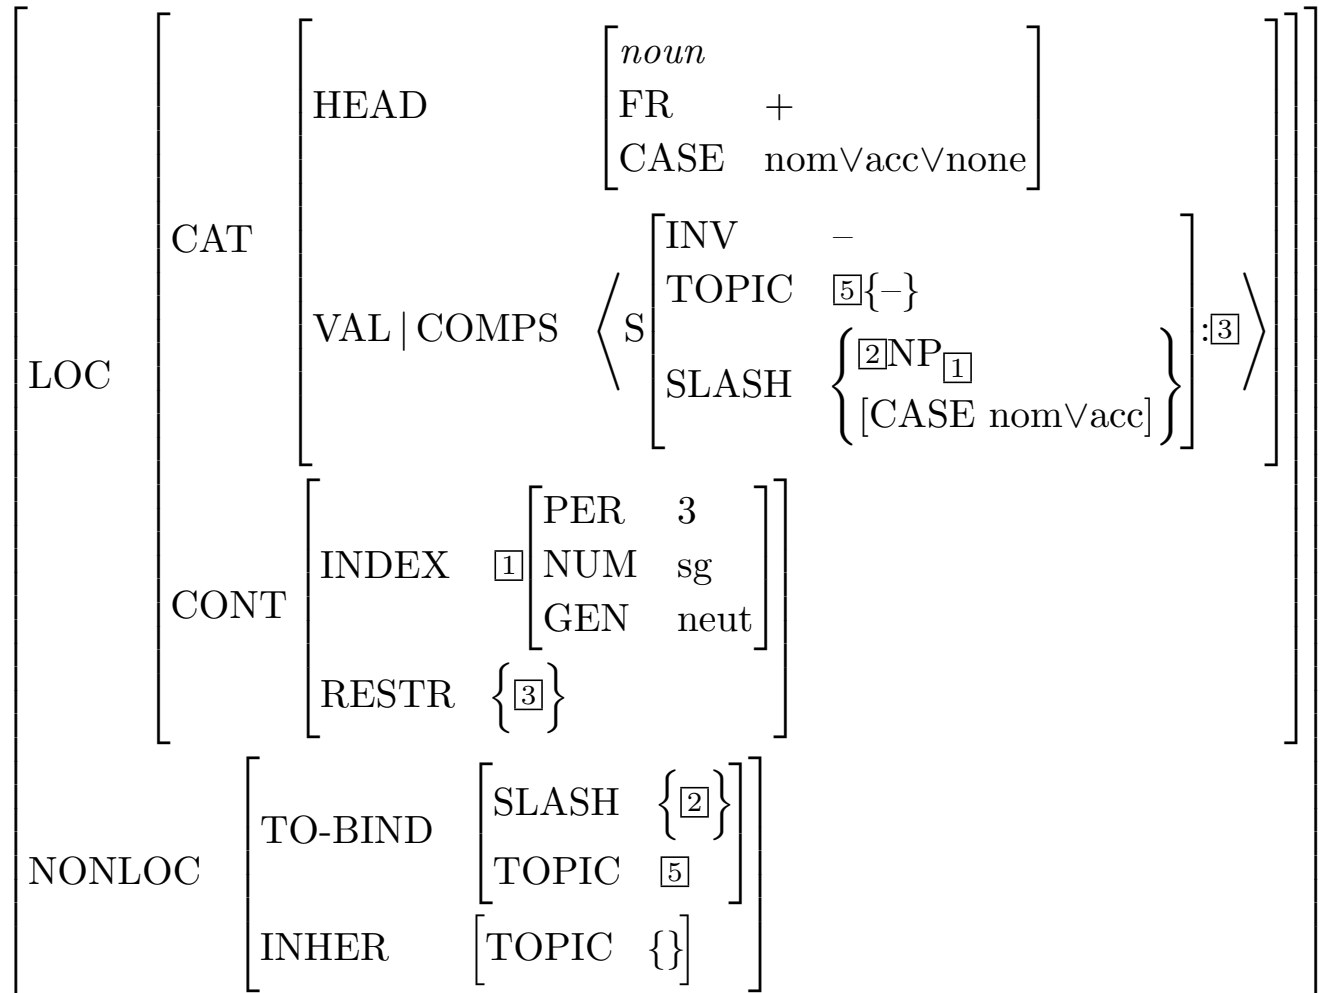 noun
HEAD FR +
CASE nom∨acc∨none
CAT INV –
TOPIC 5{–}
VAL | COMPS ⟨S :3⟩
2NP1
LOC SLASH
[CASE nom∨acc]
PER 3
INDEX 1 NUM sg
CONT GEN neut
RESTR {3}
SLASH {2}
TO-BIND
NONLOC TOPIC 5
INHER [TOPIC {}]